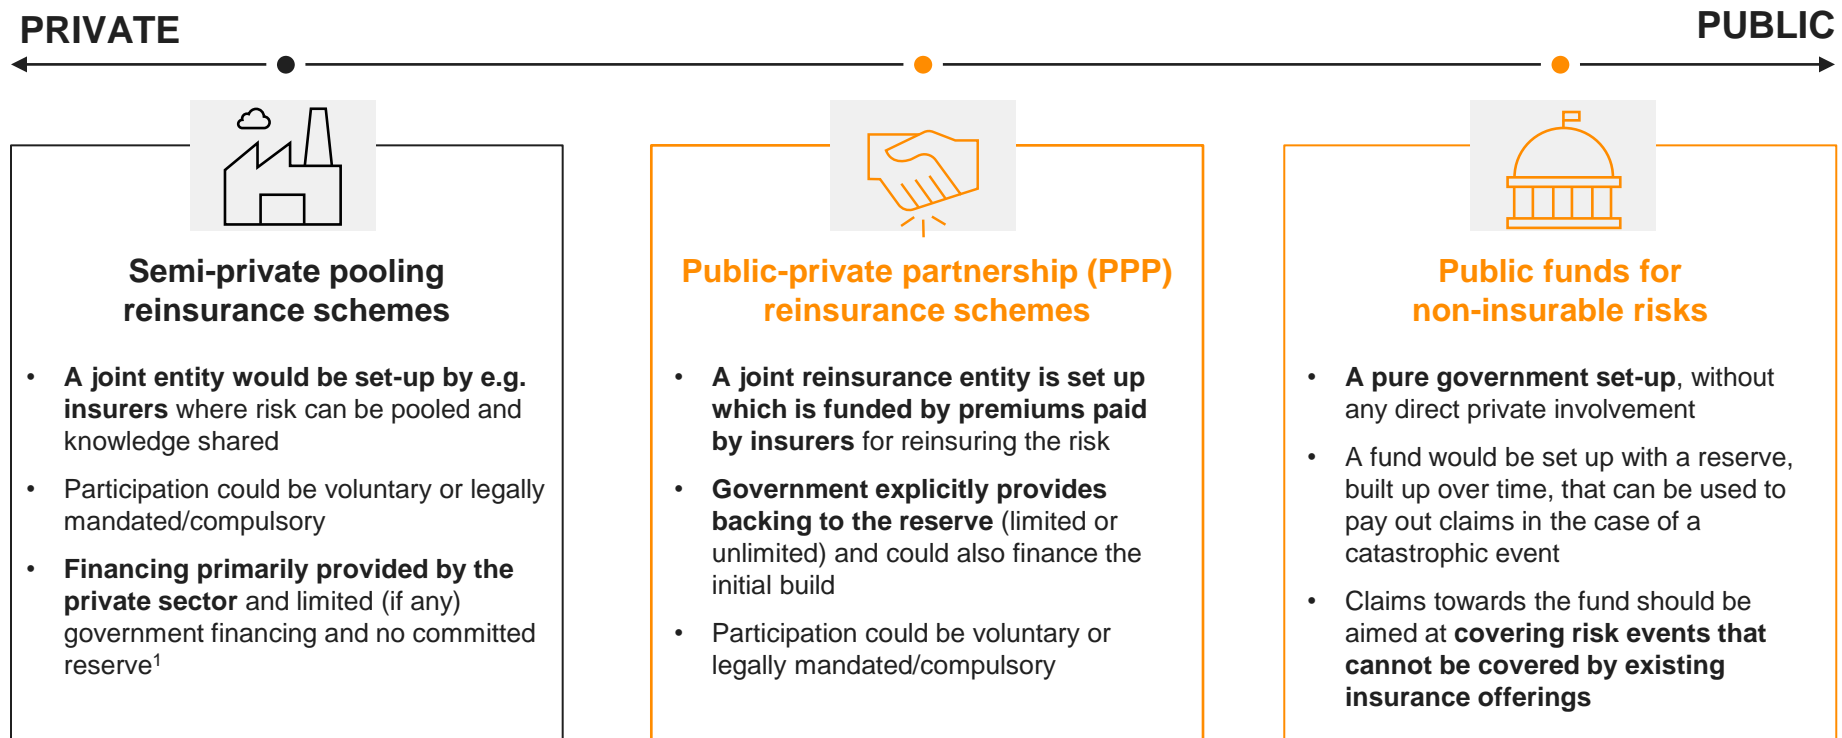 PRIVATE
PUBLIC
Semi-private pooling
reinsurance schemes
• A joint entity would be set-up by e.g.
insurers where risk can be pooled and
knowledge shared
• Participation could be voluntary or legally
mandated/compulsory
• Financing primarily provided by the
private sector and limited (if any)
government financing and no committed
reserve¹
Public-private partnership (PPP)
reinsurance schemes
• A joint reinsurance entity is set up
which is funded by premiums paid
by insurers for reinsuring the risk
• Government explicitly provides
backing to the reserve (limited or
unlimited) and could also finance the
initial build
• Participation could be voluntary or
legally mandated/compulsory
Public funds for
non-insurable risks
• A pure government set-up, without
any direct private involvement
• A fund would be set up with a reserve,
built up over time, that can be used to
pay out claims in the case of a
catastrophic event
• Claims towards the fund should be
aimed at covering risk events that
cannot be covered by existing
insurance offerings